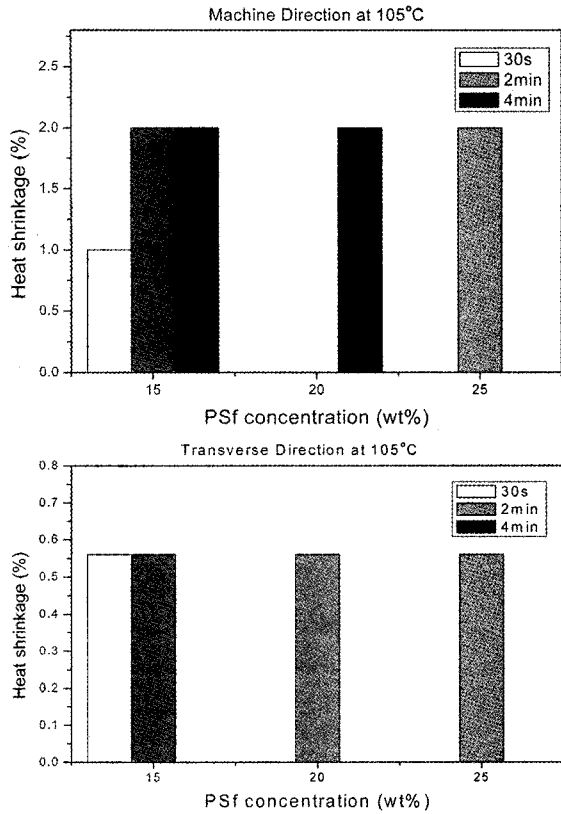 Machine Direction at 105°C
Heat shrinkage (%)
2.5
2.0
1.5
1.0
0.5
0.0
30s
2min
4min
15
20
25
PSf concentration (wt%)
Transverse Direction at 105°C
Heat shrinkage (%)
0.8
0.7
0.6
0.5
0.4
0.3
0.2
0.1
0.0
30s
2min
4min
15
20
25
PSf concentration (wt%)